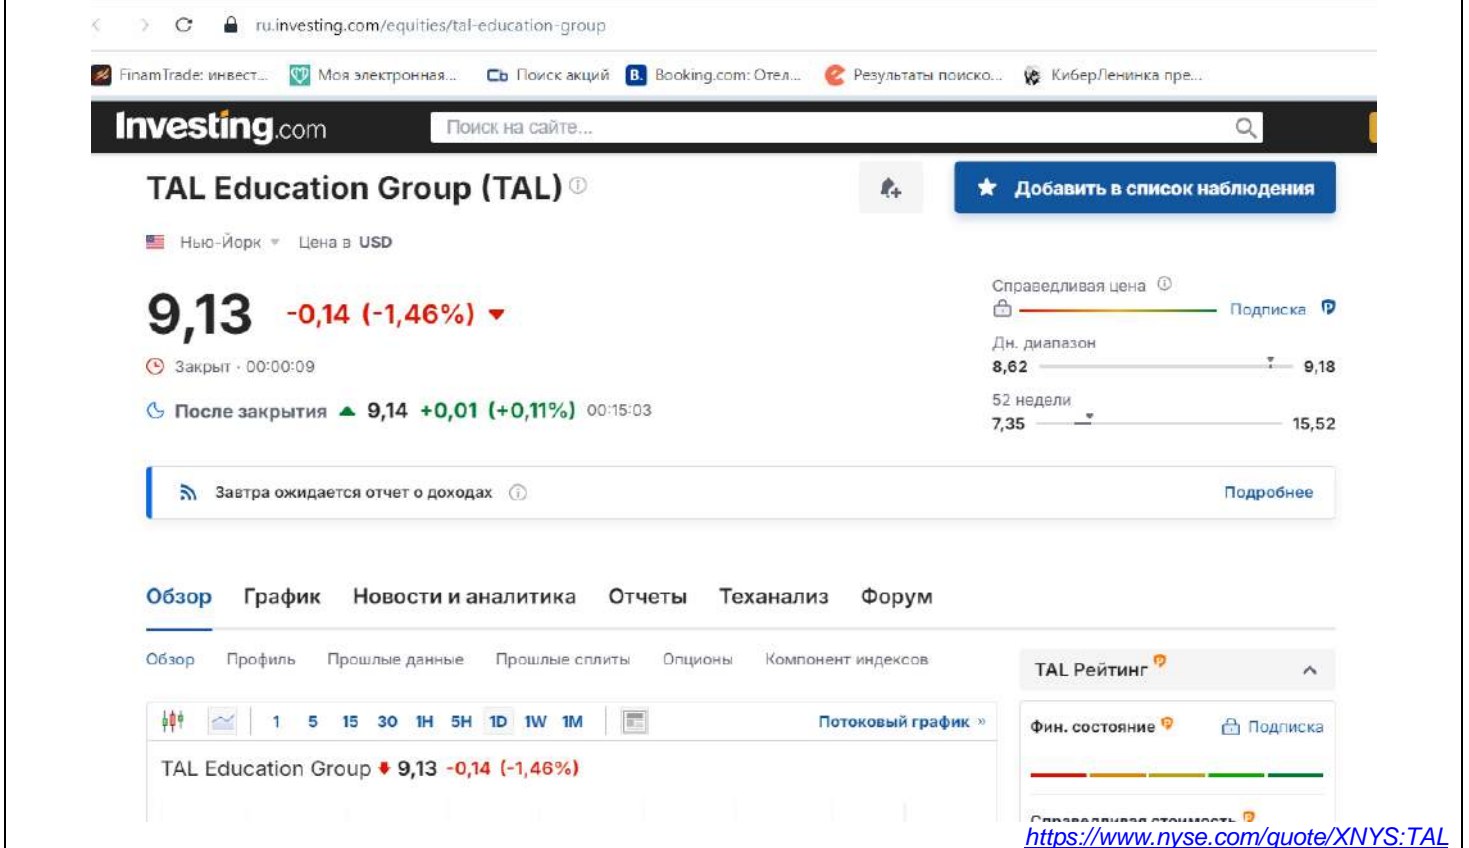 ru.investing.com/equities/tal-education-group
FinamTrade: инвест... Моя электронная... Сb Поиск акций B. Booking.com: Отел... Результаты поиско... КиберЛенинка пре...
Investing.com Поиск на сайте...
TAL Education Group (TAL) Добавить в список наблюдения
Нью-Йорк Цена в USD
Справедливая цена
9,13 -0,14 (-1,46%) Подписка
Дн. диапазон
Закрыт · 00:00:09 8,62 9,18
52 недели
После закрытия 9,14 +0,01 (+0,11%) 00:15:03 7,35 15,52
Завтра ожидается отчет о доходах Подробнее
Обзор График Новости и аналитика Отчеты Теханализ Форум
Обзор Профиль Прошлые данные Прошлые сплиты Опционы Компонент индексов TAL Рейтинг
1 5 15 30 1H 5H 1D 1W 1M Потоковый график » Фин. состояние Подписка
TAL Education Group 9,13 -0,14 (-1,46%)
Справедливая стоимость
https://www.nyse.com/quote/XNYS:TAL